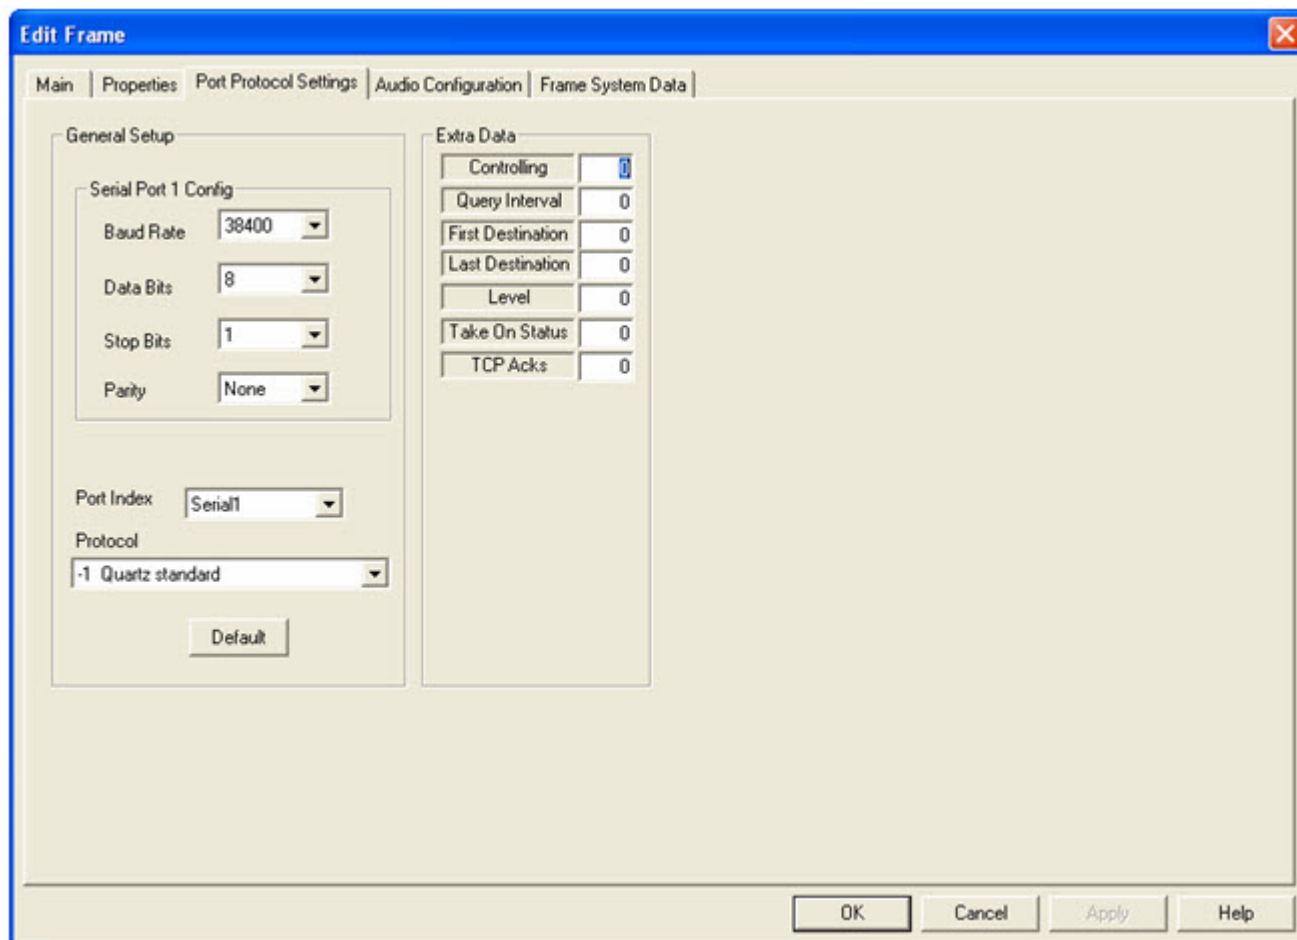 Edit Frame
Main Properties Port Protocol Settings Audio Configuration Frame System Data
General Setup
Serial Port 1 Config
Baud Rate 38400
Data Bits 8
Stop Bits 1
Parity None
Port Index Serial1
Protocol
-1 Quartz standard
Default
Extra Data
Controlling 0
Query Interval 0
First Destination 0
Last Destination 0
Level 0
Take On Status 0
TCP Acks 0
OK Cancel Apply Help